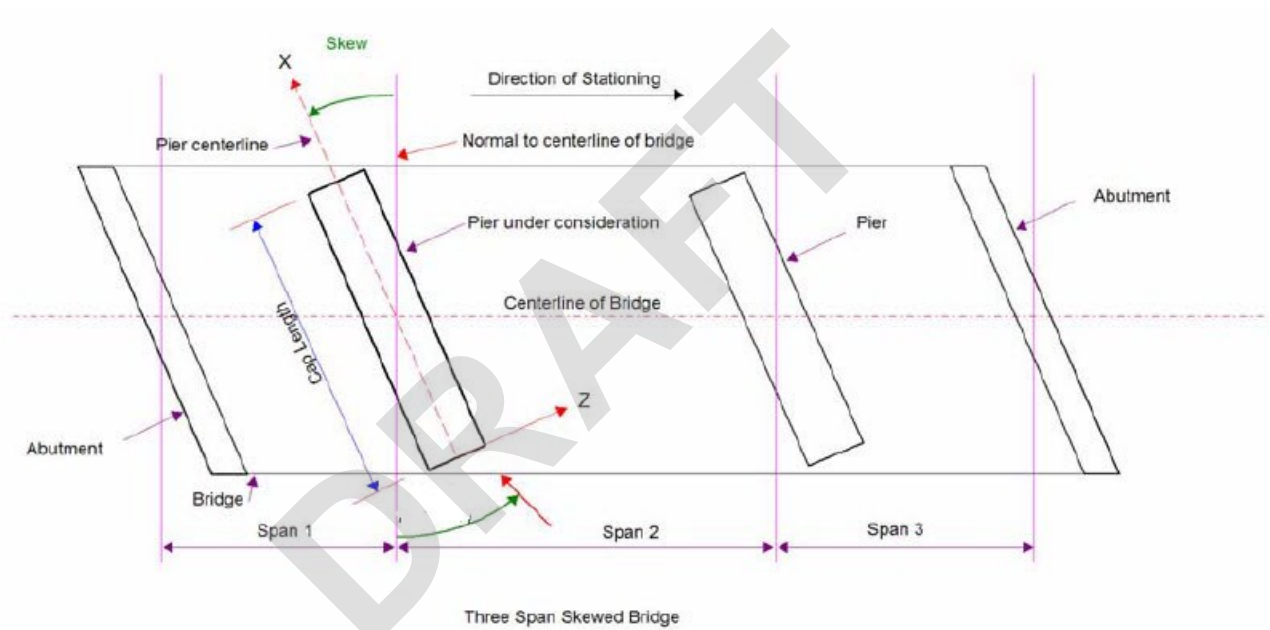 Skew
X
Direction of Stationing
Pier centerline
Normal to centerline of bridge
Abutment
Pier under consideration
Pier
Centerline of Bridge
Cap Length
Z
Abutment
Bridge
Span 1
Span 2
Span 3
Three Span Skewed Bridge
DRAFT